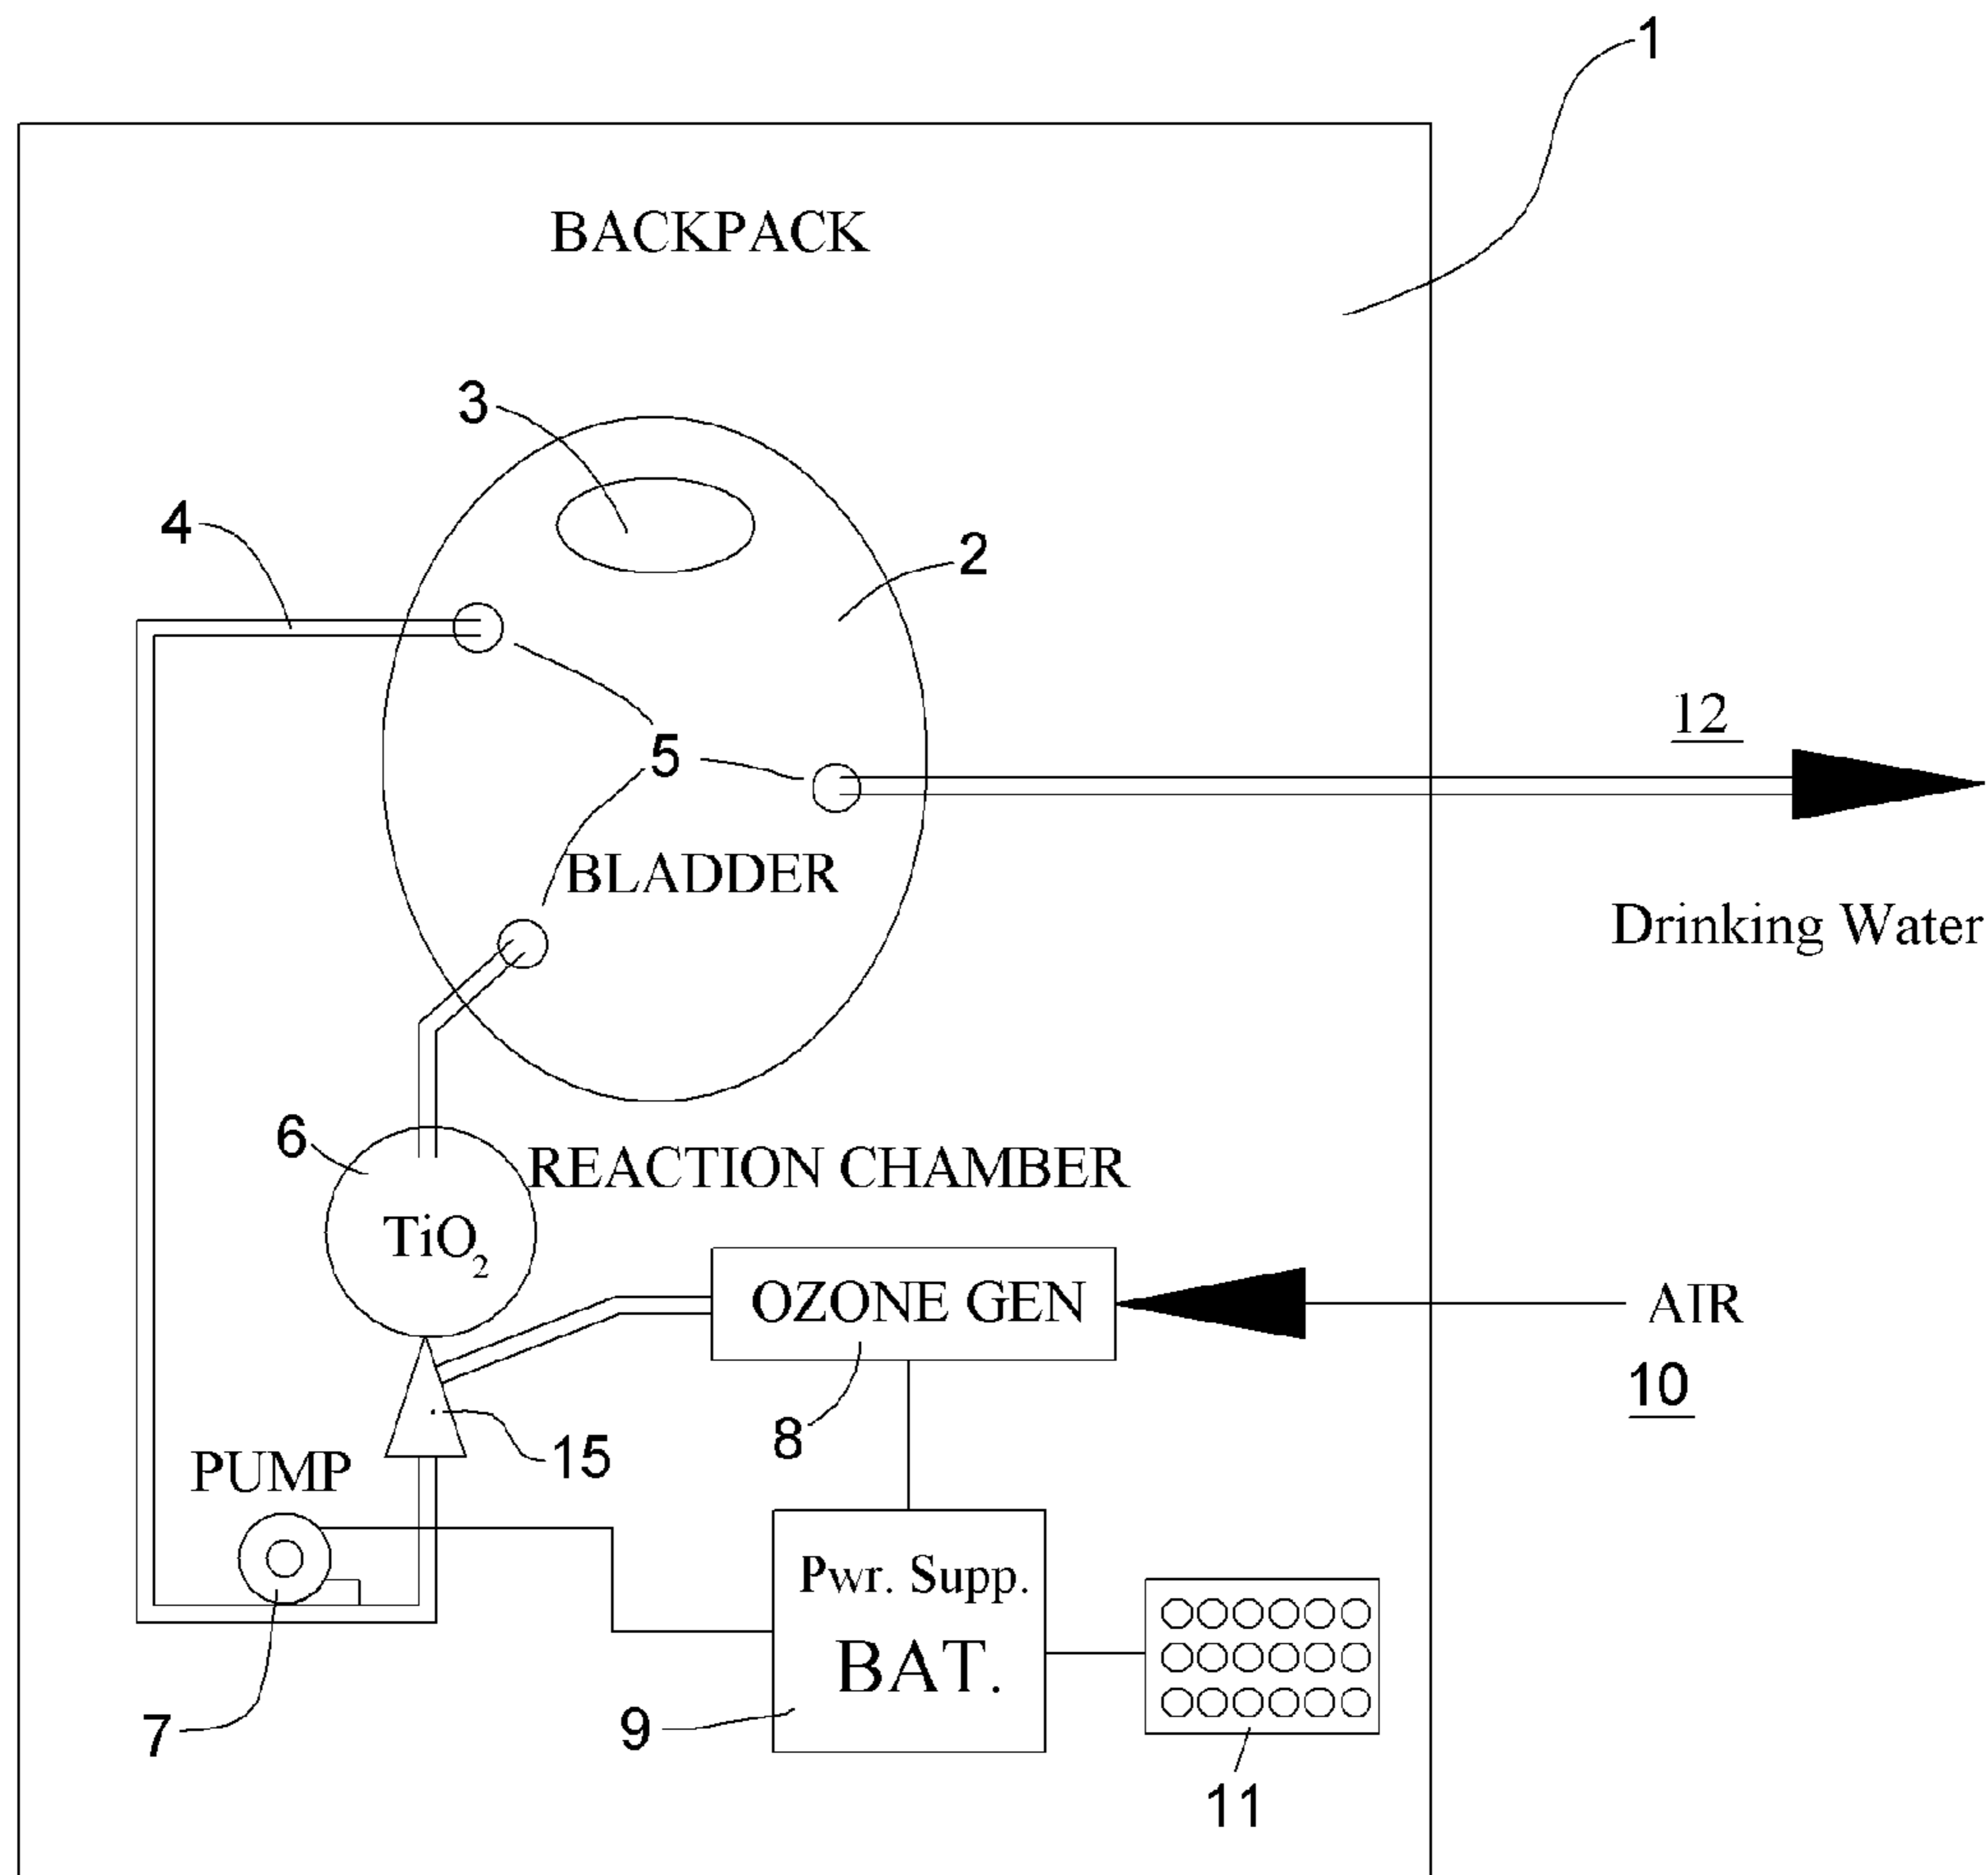 1
BACKPACK
3
4
2
12
5
BLADDER
Drinking Water
6
REACTION CHAMBER
TiO₂
OZONE GEN
AIR
10
8
15
PUMP
Pwr. Supp.
BAT.
7
9
11